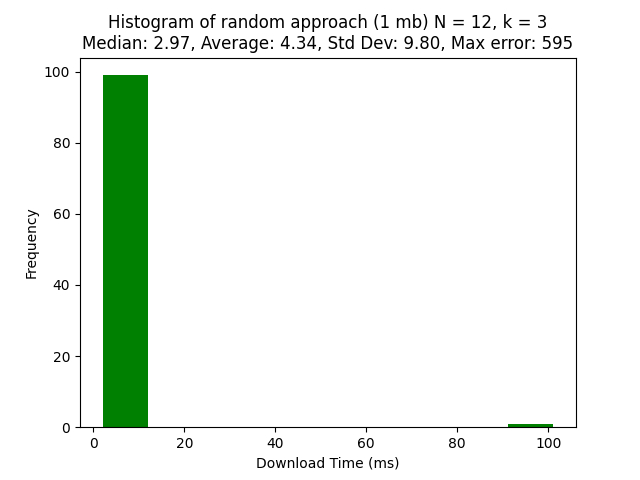 Histogram of random approach (1 mb) N = 12, k = 3
Median: 2.97, Average: 4.34, Std Dev: 9.80, Max error: 595
100
80
60
40
20
0
Frequency
0 20 40 60 80 100
Download Time (ms)